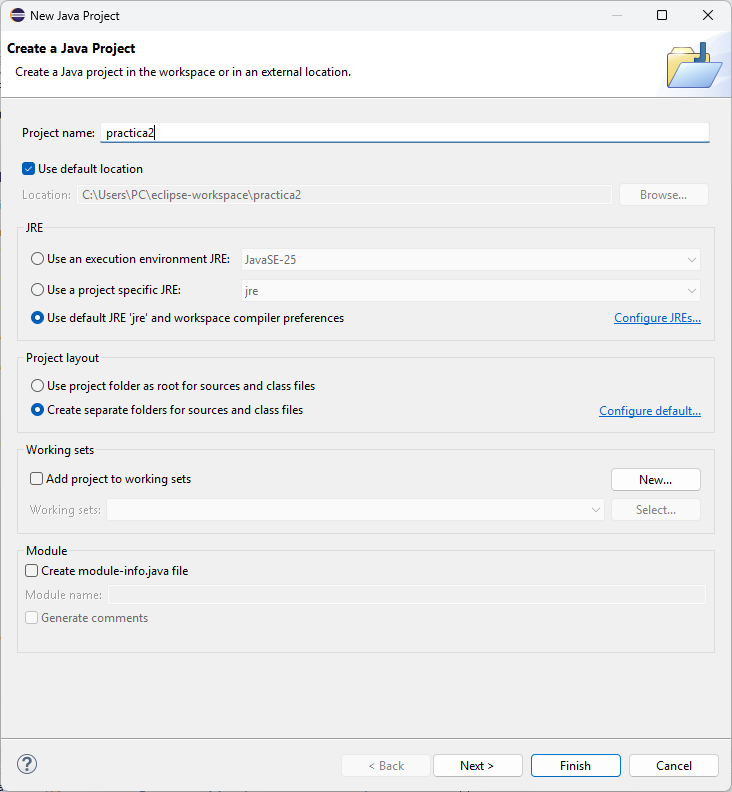 New Java Project
Create a Java Project
Create a Java project in the workspace or in an external location.
Project name: practica2
Use default location
Location: C:\Users\PC\eclipse-workspace\practica2 Browse...
JRE
Use an execution environment JRE: JavaSE-25
Use a project specific JRE: jre
Use default JRE 'jre' and workspace compiler preferences Configure JREs...
Project layout
Use project folder as root for sources and class files
Create separate folders for sources and class files Configure default...
Working sets
Add project to working sets New...
Working sets: Select...
Module
Create module-info.java file
Module name:
Generate comments
? < Back Next > Finish Cancel